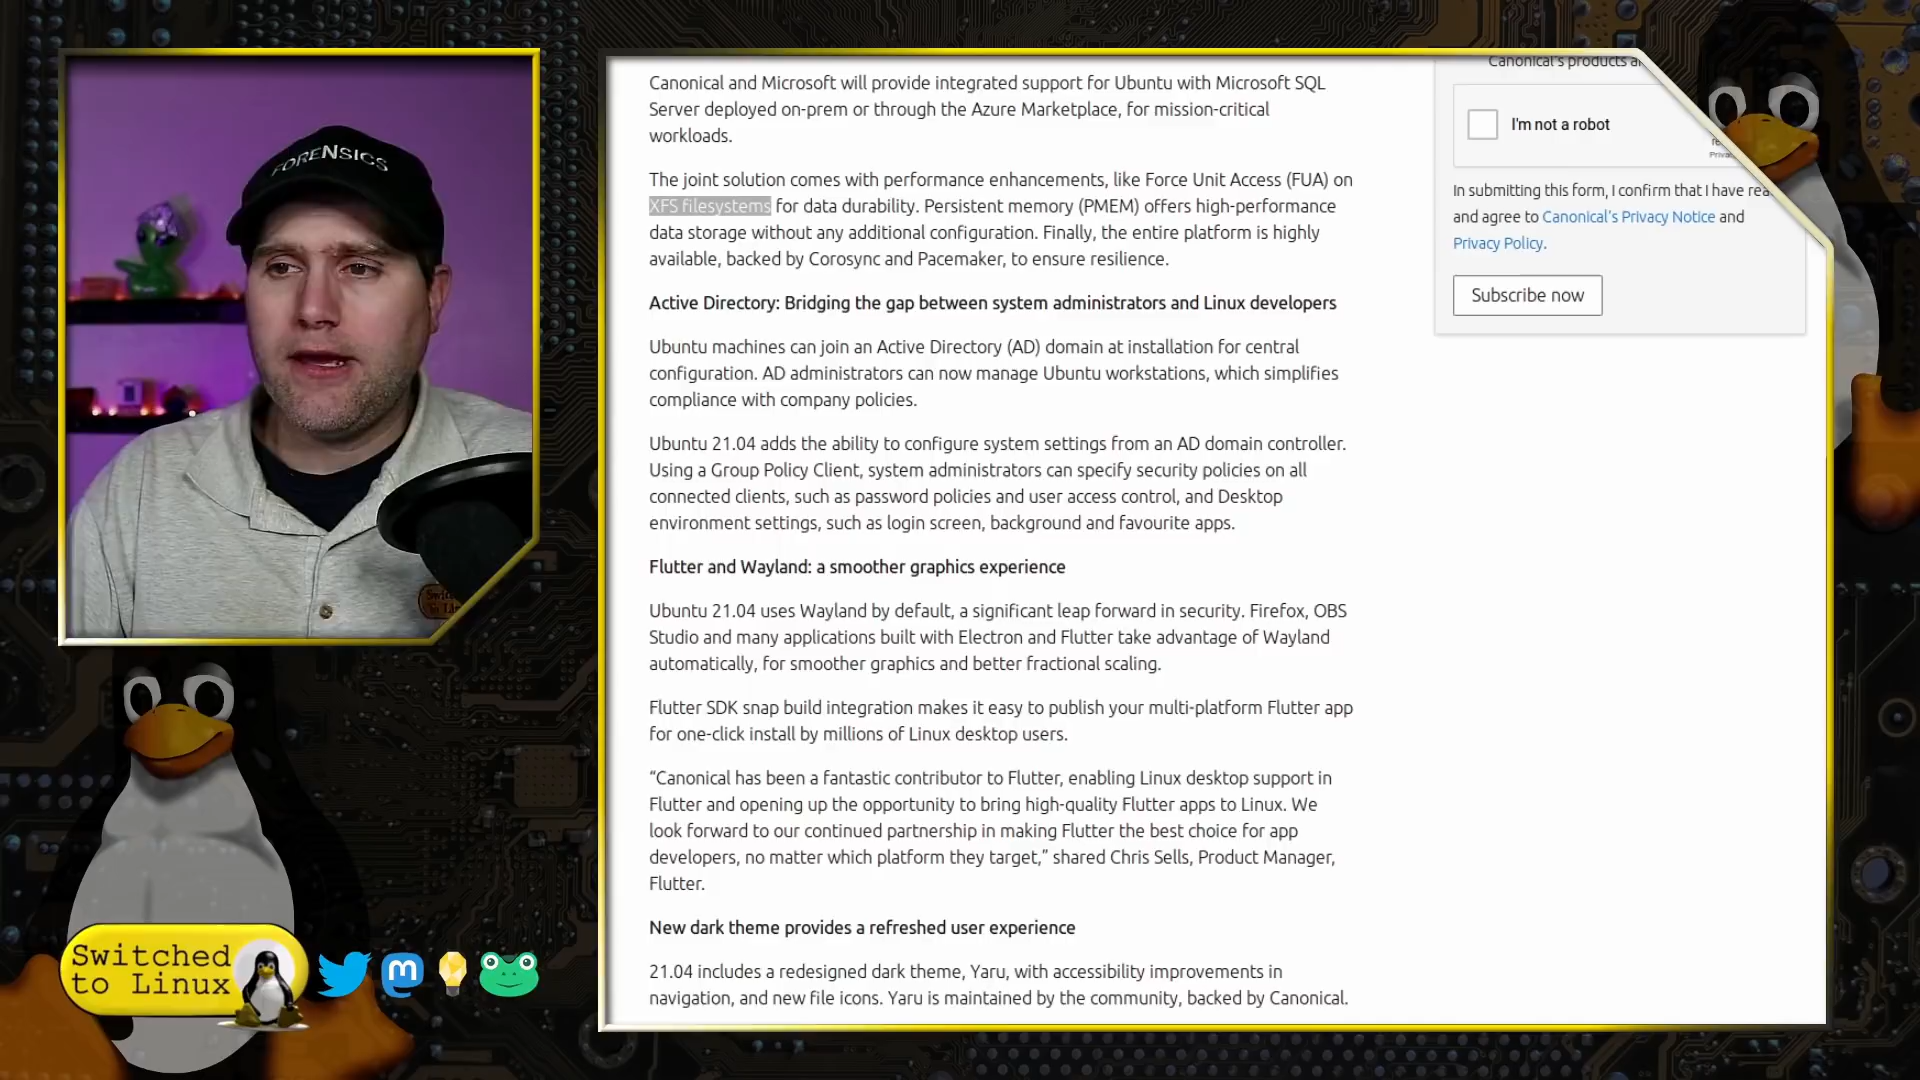 FORENSICS
Canonical and Microsoft will provide integrated support for Ubuntu with Microsoft SQL
Server deployed on-prem or through the Azure Marketplace, for mission-critical
workloads.
The joint solution comes with performance enhancements, like Force Unit Access (FUA) on
XFS filesystems for data durability. Persistent memory (PMEM) offers high-performance
data storage without any additional configuration. Finally, the entire platform is highly
available, backed by Corosync and Pacemaker, to ensure resilience.
Active Directory: Bridging the gap between system administrators and Linux developers
Ubuntu machines can join an Active Directory (AD) domain at installation for central
configuration. AD administrators can now manage Ubuntu workstations, which simplifies
compliance with company policies.
Ubuntu 21.04 adds the ability to configure system settings from an AD domain controller.
Using a Group Policy Client, system administrators can specify security policies on all
connected clients, such as password policies and user access control, and Desktop
environment settings, such as login screen, background and favourite apps.
Flutter and Wayland: a smoother graphics experience
Ubuntu 21.04 uses Wayland by default, a significant leap forward in security. Firefox, OBS
Studio and many applications built with Electron and Flutter take advantage of Wayland
automatically, for smoother graphics and better fractional scaling.
Flutter SDK snap build integration makes it easy to publish your multi-platform Flutter app
for one-click install by millions of Linux desktop users.
“Canonical has been a fantastic contributor to Flutter, enabling Linux desktop support in
Flutter and opening up the opportunity to bring high-quality Flutter apps to Linux. We
look forward to our continued partnership in making Flutter the best choice for app
developers, no matter which platform they target,” shared Chris Sells, Product Manager,
Flutter.
New dark theme provides a refreshed user experience
21.04 includes a redesigned dark theme, Yaru, with accessibility improvements in
navigation, and new file icons. Yaru is maintained by the community, backed by Canonical.
Canonical's products
I'm not a robot
In submitting this form, I confirm that I have
and agree to Canonical's Privacy Notice and
Privacy Policy.
Subscribe now
Switched
to Linux